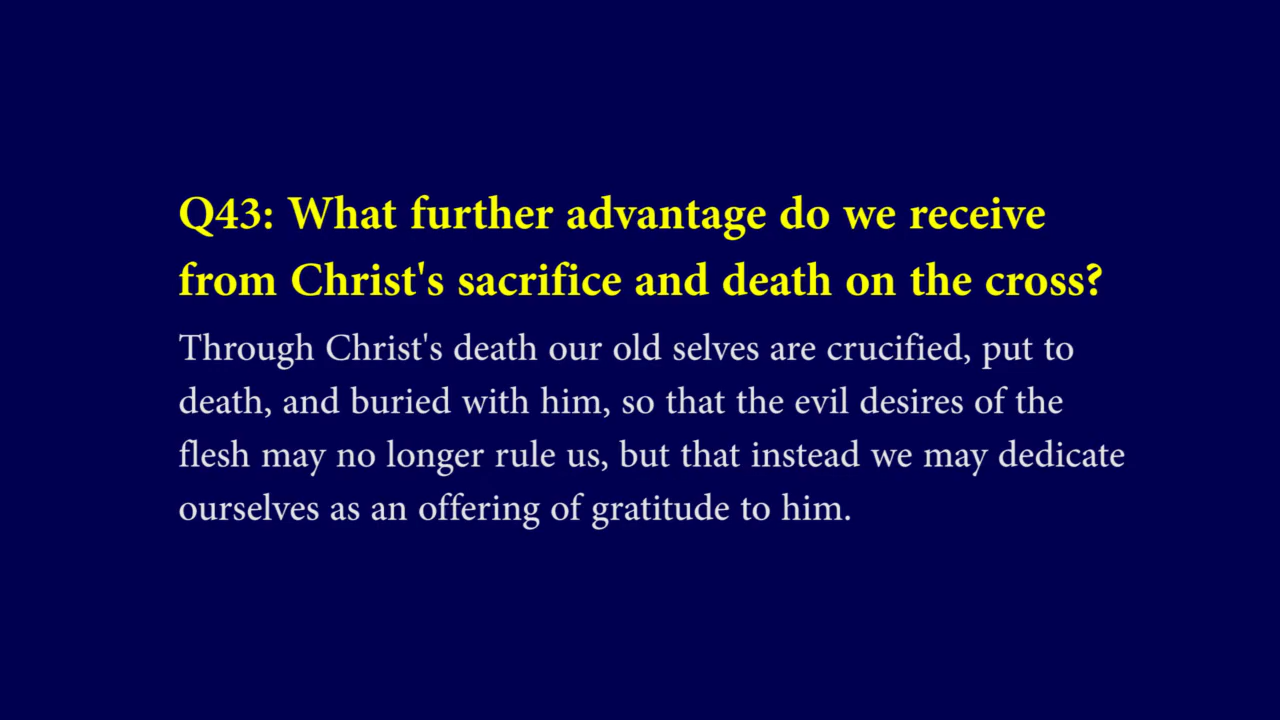 Q43: What further advantage do we receive
from Christ's sacrifice and death on the cross?
Through Christ's death our old selves are crucified, put to
death, and buried with him, so that the evil desires of the
flesh may no longer rule us, but that instead we may dedicate
ourselves as an offering of gratitude to him.